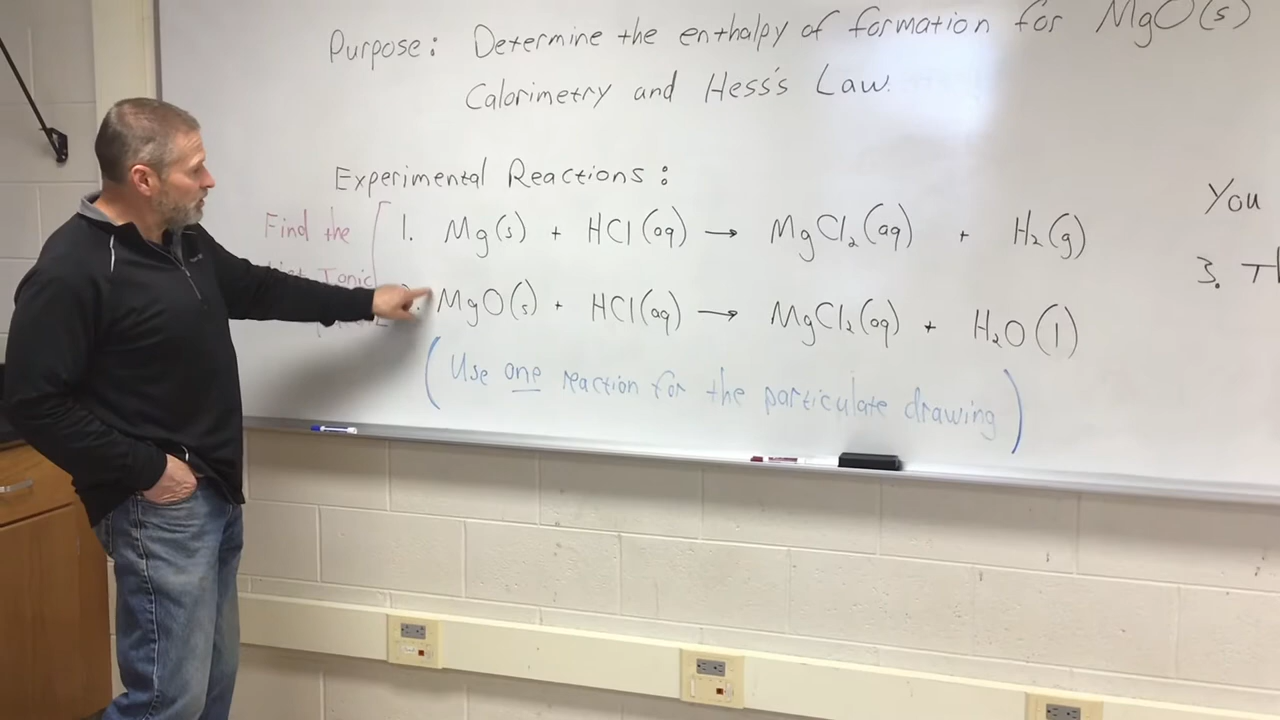 Purpose: Determine the enthalpy of formation for MgO(s)
Calorimetry and Hess's Law.
Experimental Reactions:
Find the
Ionic
1. Mg(s) + HCl(aq) → MgCl₂(aq) + H₂(g)
MgO(s) + HCl(aq) → MgCl₂(aq) + H₂O(l)
(Use one reaction for the particulate drawing)
You
3.